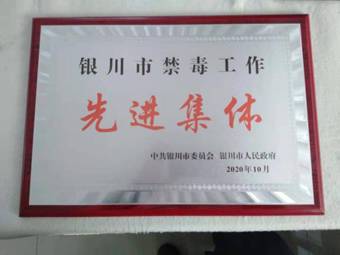 银川市禁毒工作
先进集体
中共银川市委员会 银川市人民政府
2020年10月